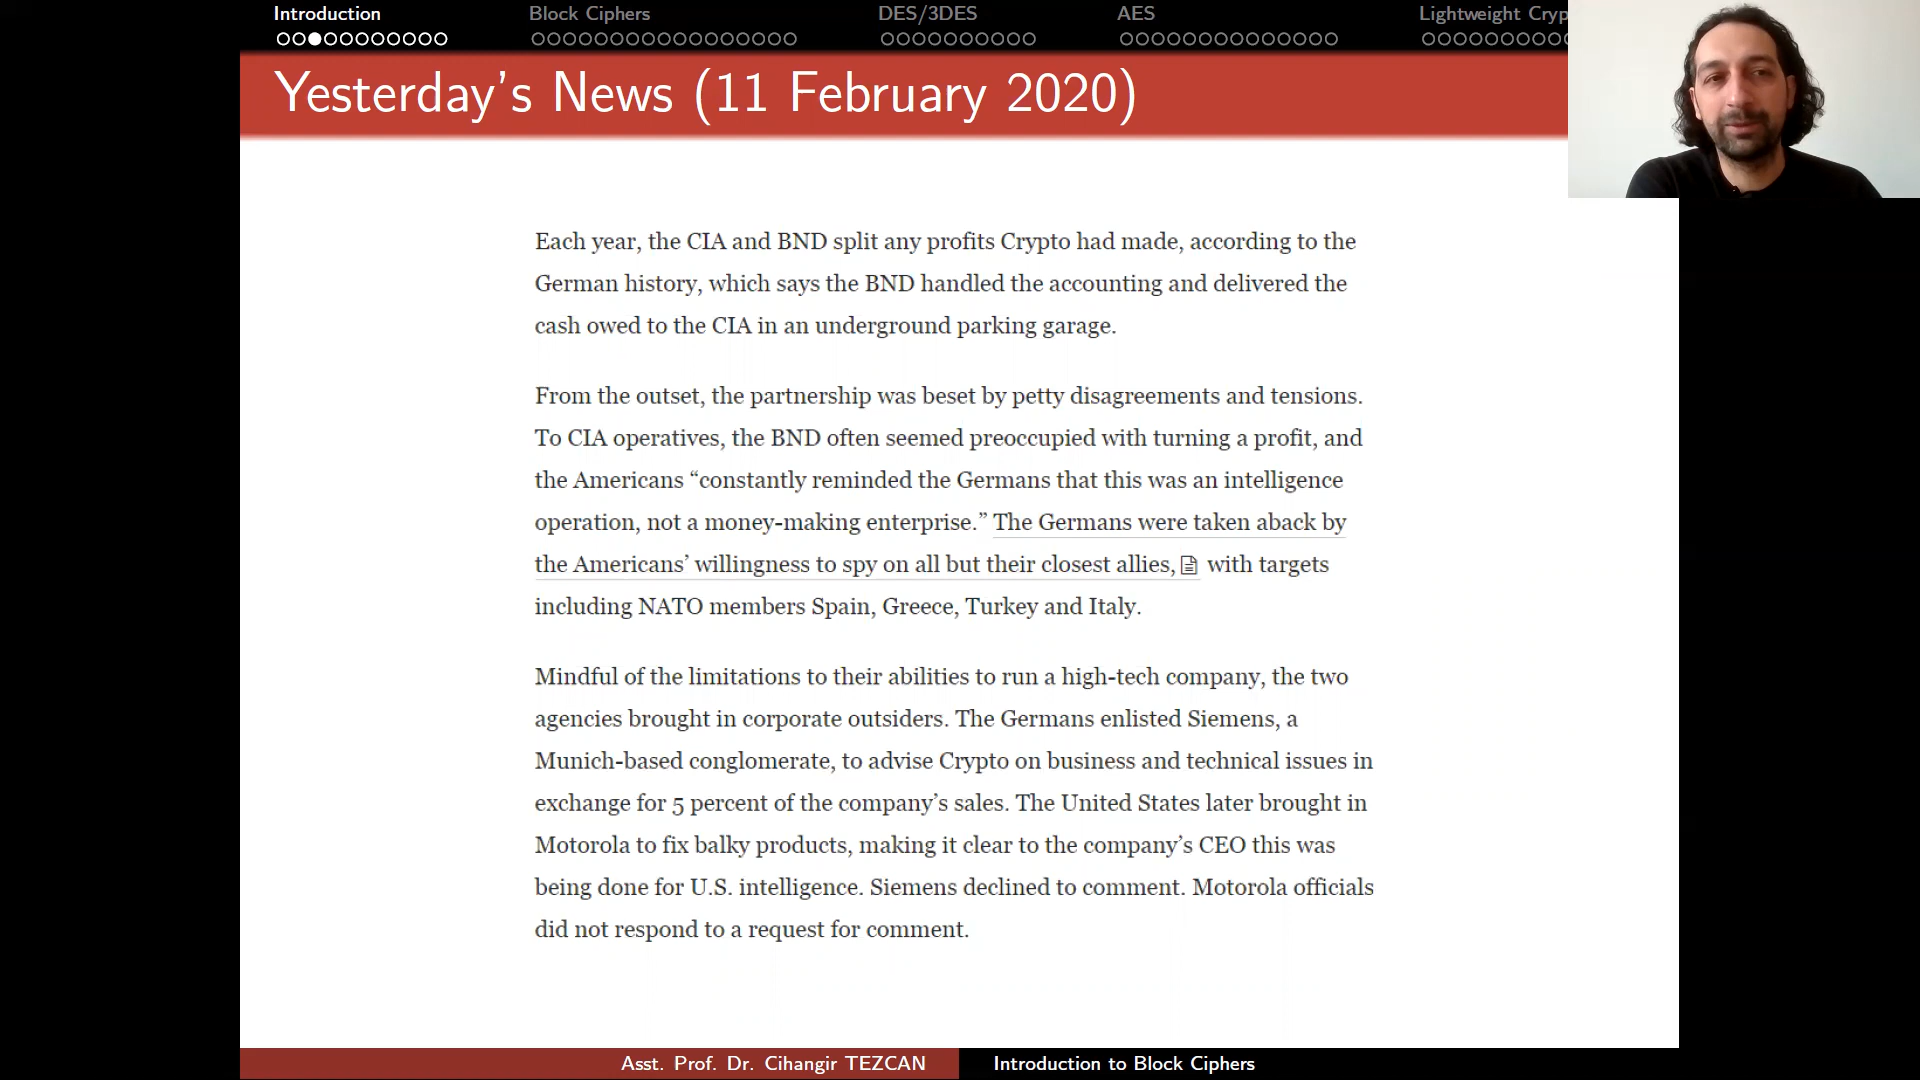 Introduction
Block Ciphers
DES/3DES
AES
Lightweight Cryp
Yesterday's News (11 February 2020)
Each year, the CIA and BND split any profits Crypto had made, according to the
German history, which says the BND handled the accounting and delivered the
cash owed to the CIA in an underground parking garage.
From the outset, the partnership was beset by petty disagreements and tensions.
To CIA operatives, the BND often seemed preoccupied with turning a profit, and
the Americans “constantly reminded the Germans that this was an intelligence
operation, not a money-making enterprise.” The Germans were taken aback by
the Americans’ willingness to spy on all but their closest allies, with targets
including NATO members Spain, Greece, Turkey and Italy.
Mindful of the limitations to their abilities to run a high-tech company, the two
agencies brought in corporate outsiders. The Germans enlisted Siemens, a
Munich-based conglomerate, to advise Crypto on business and technical issues in
exchange for 5 percent of the company’s sales. The United States later brought in
Motorola to fix balky products, making it clear to the company’s CEO this was
being done for U.S. intelligence. Siemens declined to comment. Motorola officials
did not respond to a request for comment.
Asst. Prof. Dr. Cihangir TEZCAN
Introduction to Block Ciphers